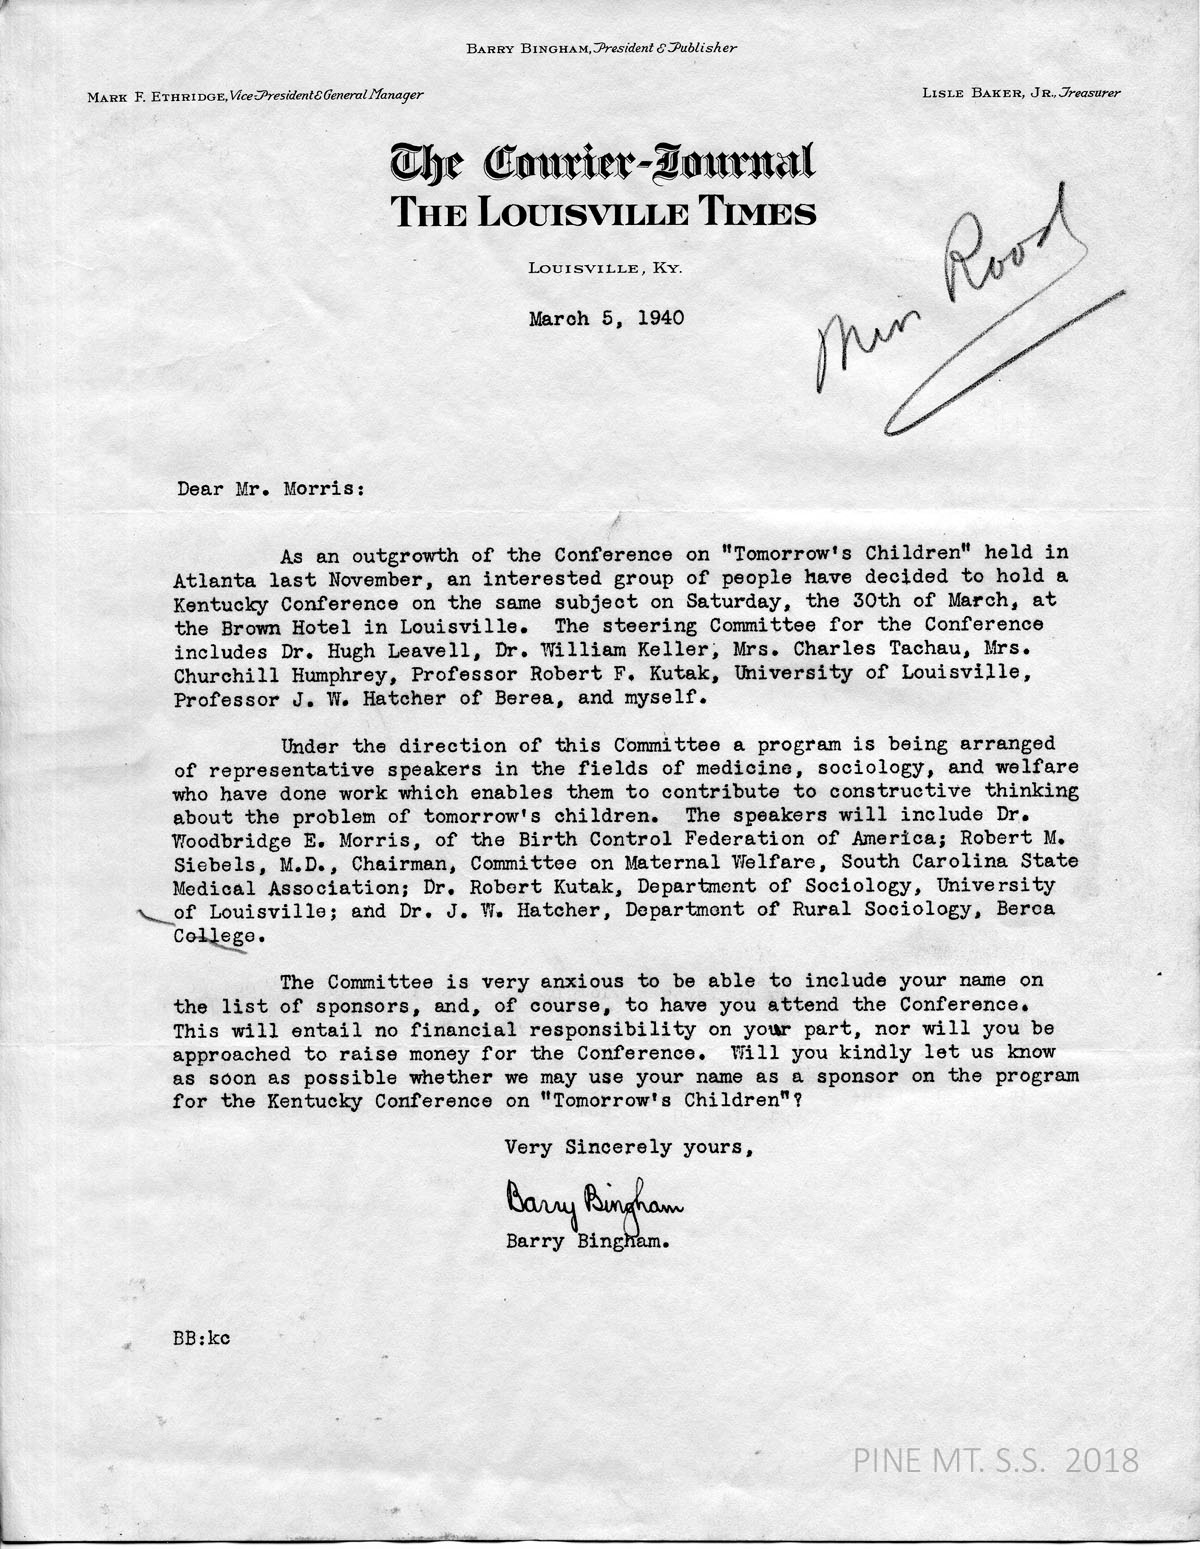 BARRY BINGHAM, President & Publisher
MARK F. ETHRIDGE, Vice-President & General Manager
LISLE BAKER, JR., Treasurer
The Courier-Journal
THE LOUISVILLE TIMES
LOUISVILLE, KY.
March 5, 1940
Miss Rood
Dear Mr. Morris:
As an outgrowth of the Conference on "Tomorrow's Children" held in
Atlanta last November, an interested group of people have decided to hold a
Kentucky Conference on the same subject on Saturday, the 30th of March, at
the Brown Hotel in Louisville. The steering Committee for the Conference
includes Dr. Hugh Leavell, Dr. William Keller, Mrs. Charles Tachau, Mrs.
Churchill Humphrey, Professor Robert F. Kutak, University of Louisville,
Professor J. W. Hatcher of Berea, and myself.
Under the direction of this Committee a program is being arranged
of representative speakers in the fields of medicine, sociology, and welfare
who have done work which enables them to contribute to constructive thinking
about the problem of tomorrow's children. The speakers will include Dr.
Woodbridge E. Morris, of the Birth Control Federation of America; Robert M.
Siebels, M.D., Chairman, Committee on Maternal Welfare, South Carolina State
Medical Association; Dr. Robert Kutak, Department of Sociology, University
of Louisville; and Dr. J. W. Hatcher, Department of Rural Sociology, Berea
College.
The Committee is very anxious to be able to include your name on
the list of sponsors, and, of course, to have you attend the Conference.
This will entail no financial responsibility on your part, nor will you be
approached to raise money for the Conference. Will you kindly let us know
as soon as possible whether we may use your name as a sponsor on the program
for the Kentucky Conference on "Tomorrow's Children"?
Very Sincerely yours,
Barry Bingham
Barry Bingham.
BB:kc
PINE MT. S.S. 2018